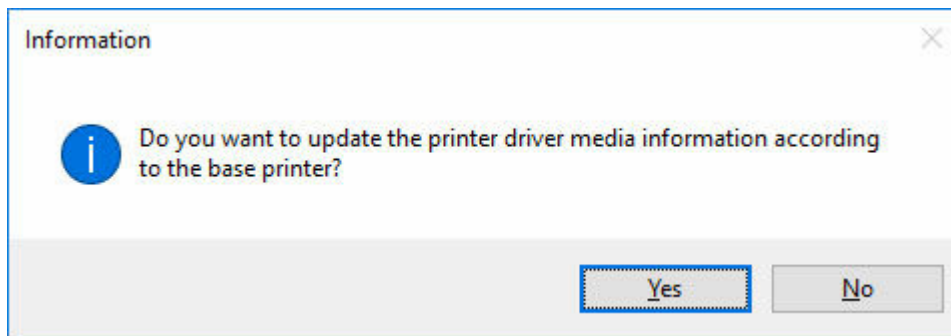 Information
Do you want to update the printer driver media information according
to the base printer?
Yes
No